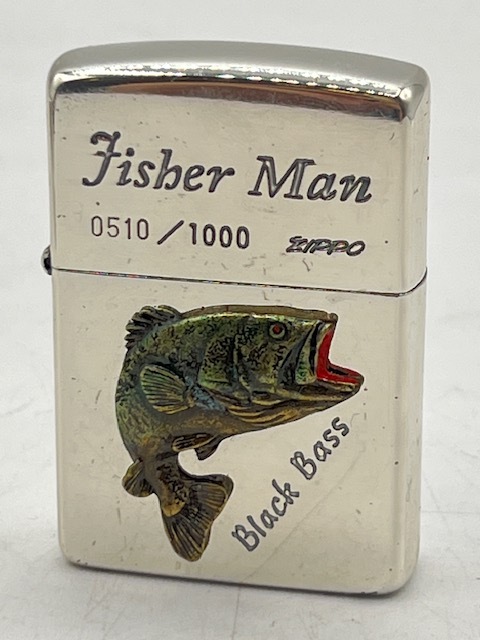 Fisher Man
0510/1000 ZIPPO
Black Bass